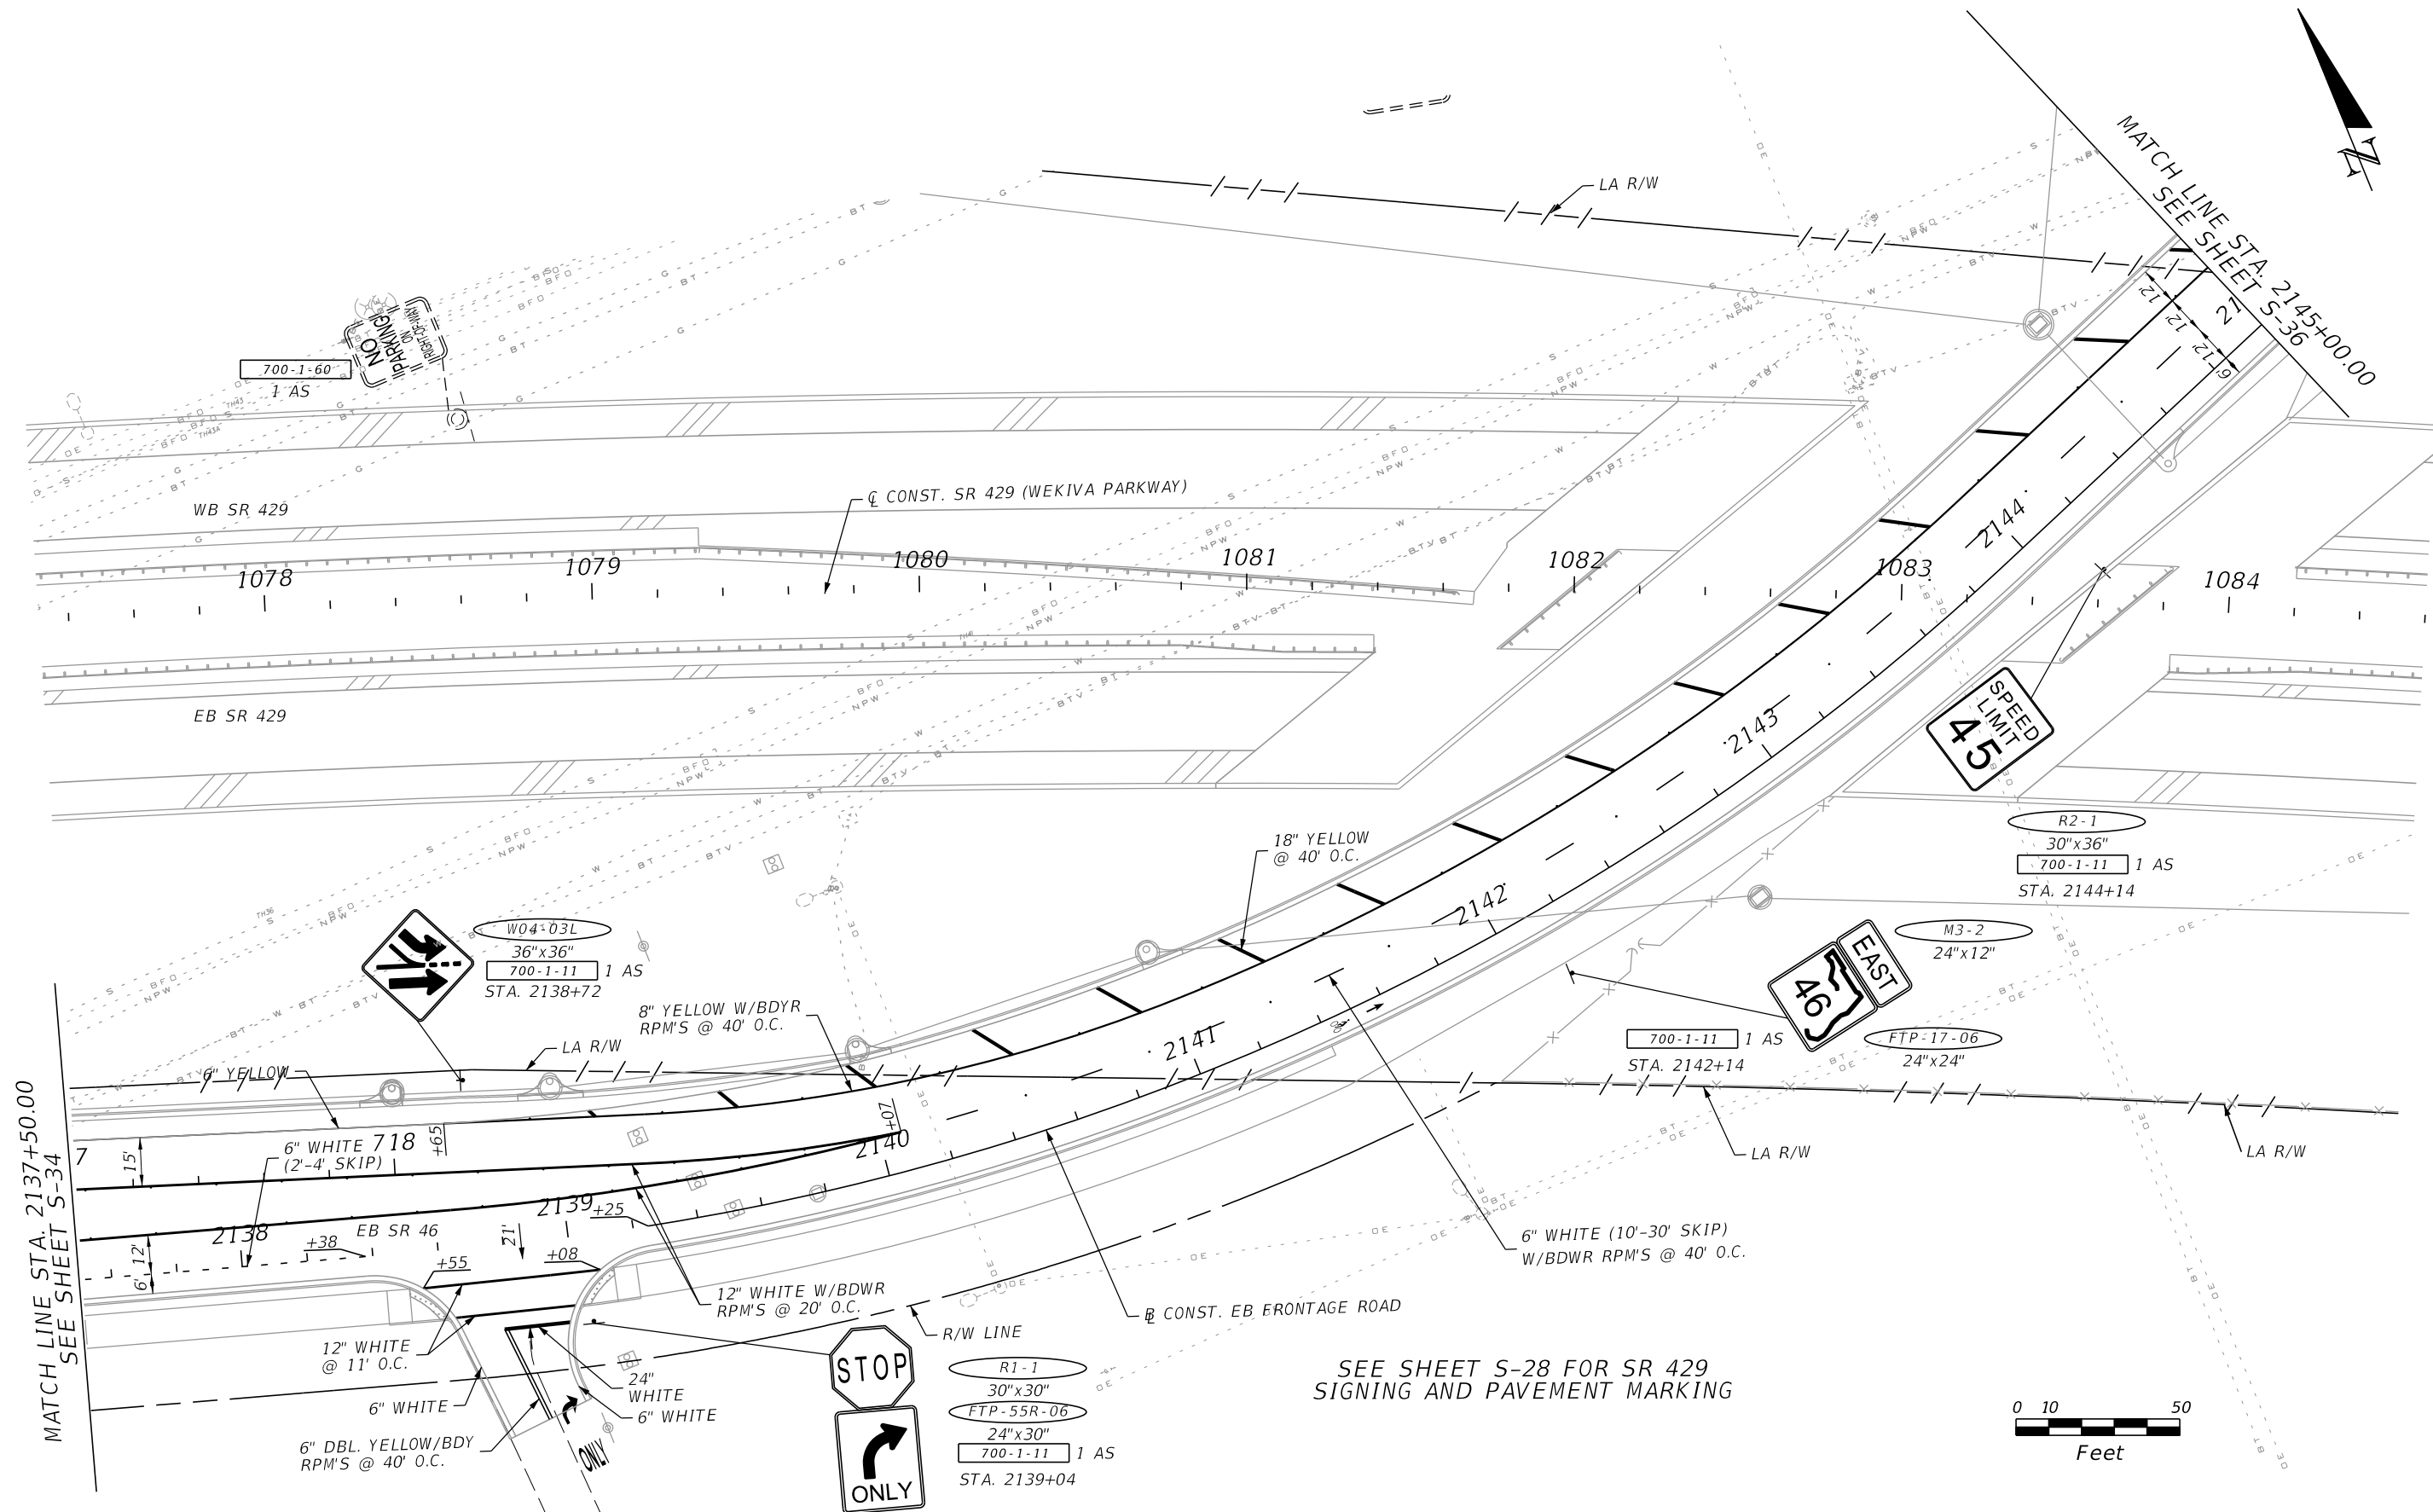 MATCH LINE STA. 2145+00.00
SEE SHEET S-36
N
LA R/W
NO
PARKING
ON
RIGHT-OF-WAY
700-1-60
1 AS
12'
12'
12'
6'
21
WB SR 429
℄ CONST. SR 429 (WEKIVA PARKWAY)
1078
1079
1080
1081
1082
1083
1084
EB SR 429
2144
2143
2142
2141
2140
2139
2138
SPEED
LIMIT
45
R2-1
30"x36"
700-1-11 1 AS
STA. 2144+14
18" YELLOW
@ 40' O.C.
W04-03L
36"x36"
700-1-11 1 AS
STA. 2138+72
8" YELLOW W/BDYR
RPM'S @ 40' O.C.
EAST
46
M3-2
24"x12"
700-1-11 1 AS
STA. 2142+14
FTP-17-06
24"x24"
LA R/W
6" YELLOW
MATCH LINE STA. 2137+50.00
SEE SHEET S-34
7
15'
6" WHITE
(2'-4' SKIP)
718
+65
+07
LA R/W
LA R/W
+25
EB SR 46
+38
21'
12'
6'
+55
+08
6" WHITE (10'-30' SKIP)
W/BDWR RPM'S @ 40' O.C.
12" WHITE W/BDWR
RPM'S @ 20' O.C.
℄ CONST. EB FRONTAGE ROAD
R/W LINE
12" WHITE
@ 11' O.C.
24"
WHITE
6" WHITE
6" WHITE
6" DBL. YELLOW/BDY
RPM'S @ 40' O.C.
ONLY
STOP
ONLY
R1-1
30"x30"
FTP-55R-06
24"x30"
700-1-11 1 AS
STA. 2139+04
SEE SHEET S-28 FOR SR 429
SIGNING AND PAVEMENT MARKING
0 10 50
Feet